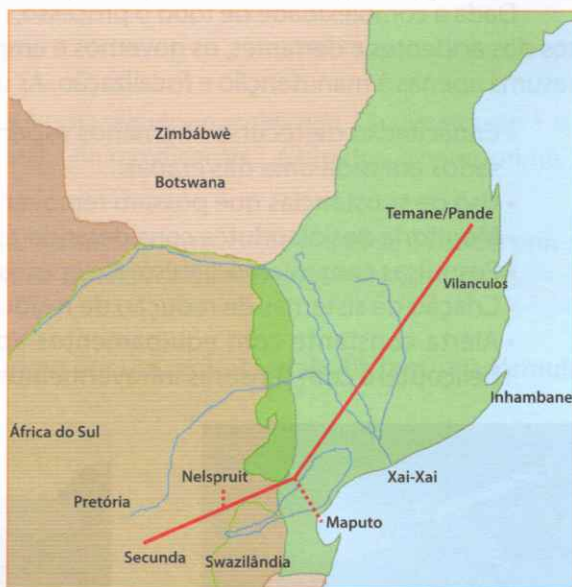 Zimbábwè
Botswana
Temane/Pande
Vilanculos
Inhambane
África do Sul
Nelspruit
Xai-Xai
Pretória
Maputo
Secunda
Swazilândia